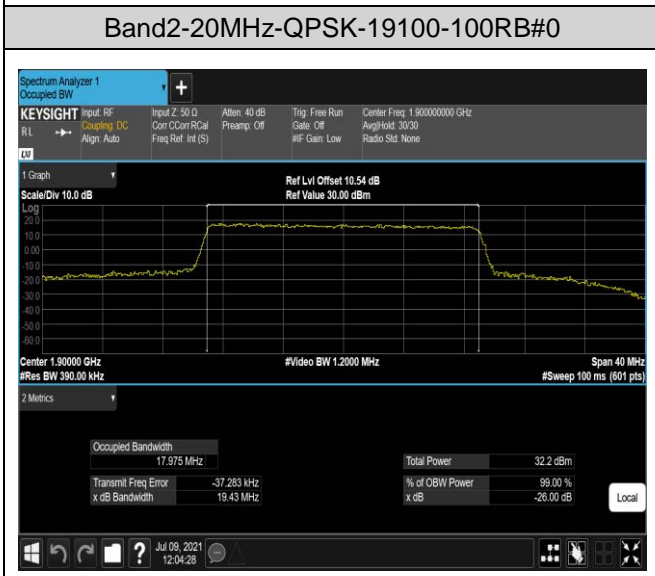 Band2-20MHz-QPSK-19100-100RB#0
Spectrum Analyzer 1
Occupied BW
+
KEYSIGHT Input: RF Input Z: 50 Ω Atten: 40 dB Trig: Free Run Center Freq: 1.900000000 GHz
RL Coupling: DC Corr CCorr RCal Preamp: Off Gate: Off Avg|Hold: 30/30
Align: Auto Freq Ref: Int (S) #IF Gain: Low Radio Std: None
LXI
1 Graph
Ref Lvl Offset 10.54 dB
Scale/Div 10.0 dB Ref Value 30.00 dBm
Log
20.0
10.0
0.00
-10.0
-20.0
-30.0
-40.0
-50.0
-60.0
Center 1.90000 GHz #Video BW 1.2000 MHz Span 40 MHz
#Res BW 390.00 kHz #Sweep 100 ms (601 pts)
2 Metrics
Occupied Bandwidth
17.975 MHz Total Power 32.2 dBm
Transmit Freq Error -37.283 kHz % of OBW Power 99.00 %
x dB Bandwidth 19.43 MHz x dB -26.00 dB
Local
? Jul 09, 2021
12:04:28